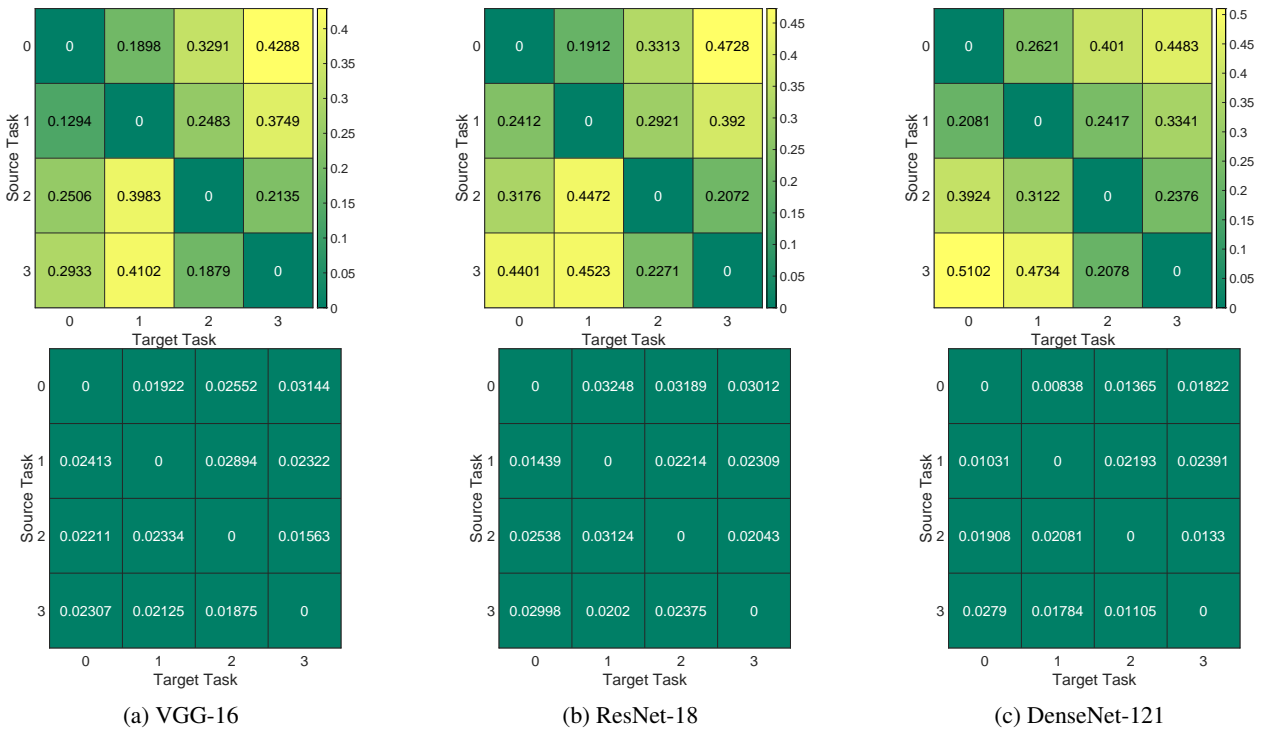 0 0 0.1898 0.3291 0.4288
1 0.1294 0 0.2483 0.3749
2 0.2506 0.3983 0 0.2135
3 0.2933 0.4102 0.1879 0
Source Task
0 1 2 3
Target Task
0.4
0.35
0.3
0.25
0.2
0.15
0.1
0.05
0
0 0 0.1912 0.3313 0.4728
1 0.2412 0 0.2921 0.392
2 0.3176 0.4472 0 0.2072
3 0.4401 0.4523 0.2271 0
Source Task
0 1 2 3
Target Task
0.45
0.4
0.35
0.3
0.25
0.2
0.15
0.1
0.05
0
0 0 0.2621 0.401 0.4483
1 0.2081 0 0.2417 0.3341
2 0.3924 0.3122 0 0.2376
3 0.5102 0.4734 0.2078 0
Source Task
0 1 2 3
Target Task
0.5
0.45
0.4
0.35
0.3
0.25
0.2
0.15
0.1
0.05
0
0 0 0.01922 0.02552 0.03144
1 0.02413 0 0.02894 0.02322
2 0.02211 0.02334 0 0.01563
3 0.02307 0.02125 0.01875 0
Source Task
0 1 2 3
Target Task
(a) VGG-16
0 0 0.03248 0.03189 0.03012
1 0.01439 0 0.02214 0.02309
2 0.02538 0.03124 0 0.02043
3 0.02998 0.0202 0.02375 0
Source Task
0 1 2 3
Target Task
(b) ResNet-18
0 0 0.00838 0.01365 0.01822
1 0.01031 0 0.02193 0.02391
2 0.01908 0.02081 0 0.0133
3 0.0279 0.01784 0.01105 0
Source Task
0 1 2 3
Target Task
(c) DenseNet-121